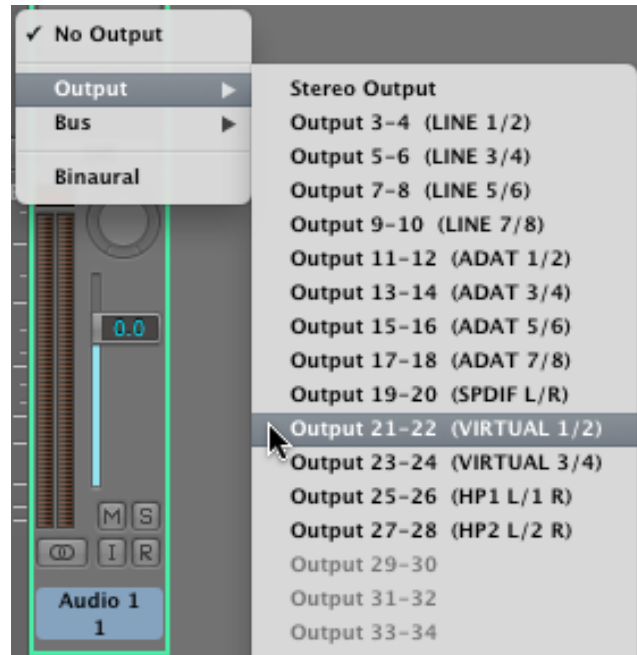 ✓ No Output
Output
Bus
Binaural
Stereo Output
Output 3-4 (LINE 1/2)
Output 5-6 (LINE 3/4)
Output 7-8 (LINE 5/6)
Output 9-10 (LINE 7/8)
Output 11-12 (ADAT 1/2)
Output 13-14 (ADAT 3/4)
Output 15-16 (ADAT 5/6)
Output 17-18 (ADAT 7/8)
Output 19-20 (SPDIF L/R)
Output 21-22 (VIRTUAL 1/2)
Output 23-24 (VIRTUAL 3/4)
Output 25-26 (HP1 L/1 R)
Output 27-28 (HP2 L/2 R)
Output 29-30
Output 31-32
Output 33-34
0.0
M S
I R
Audio 1
1